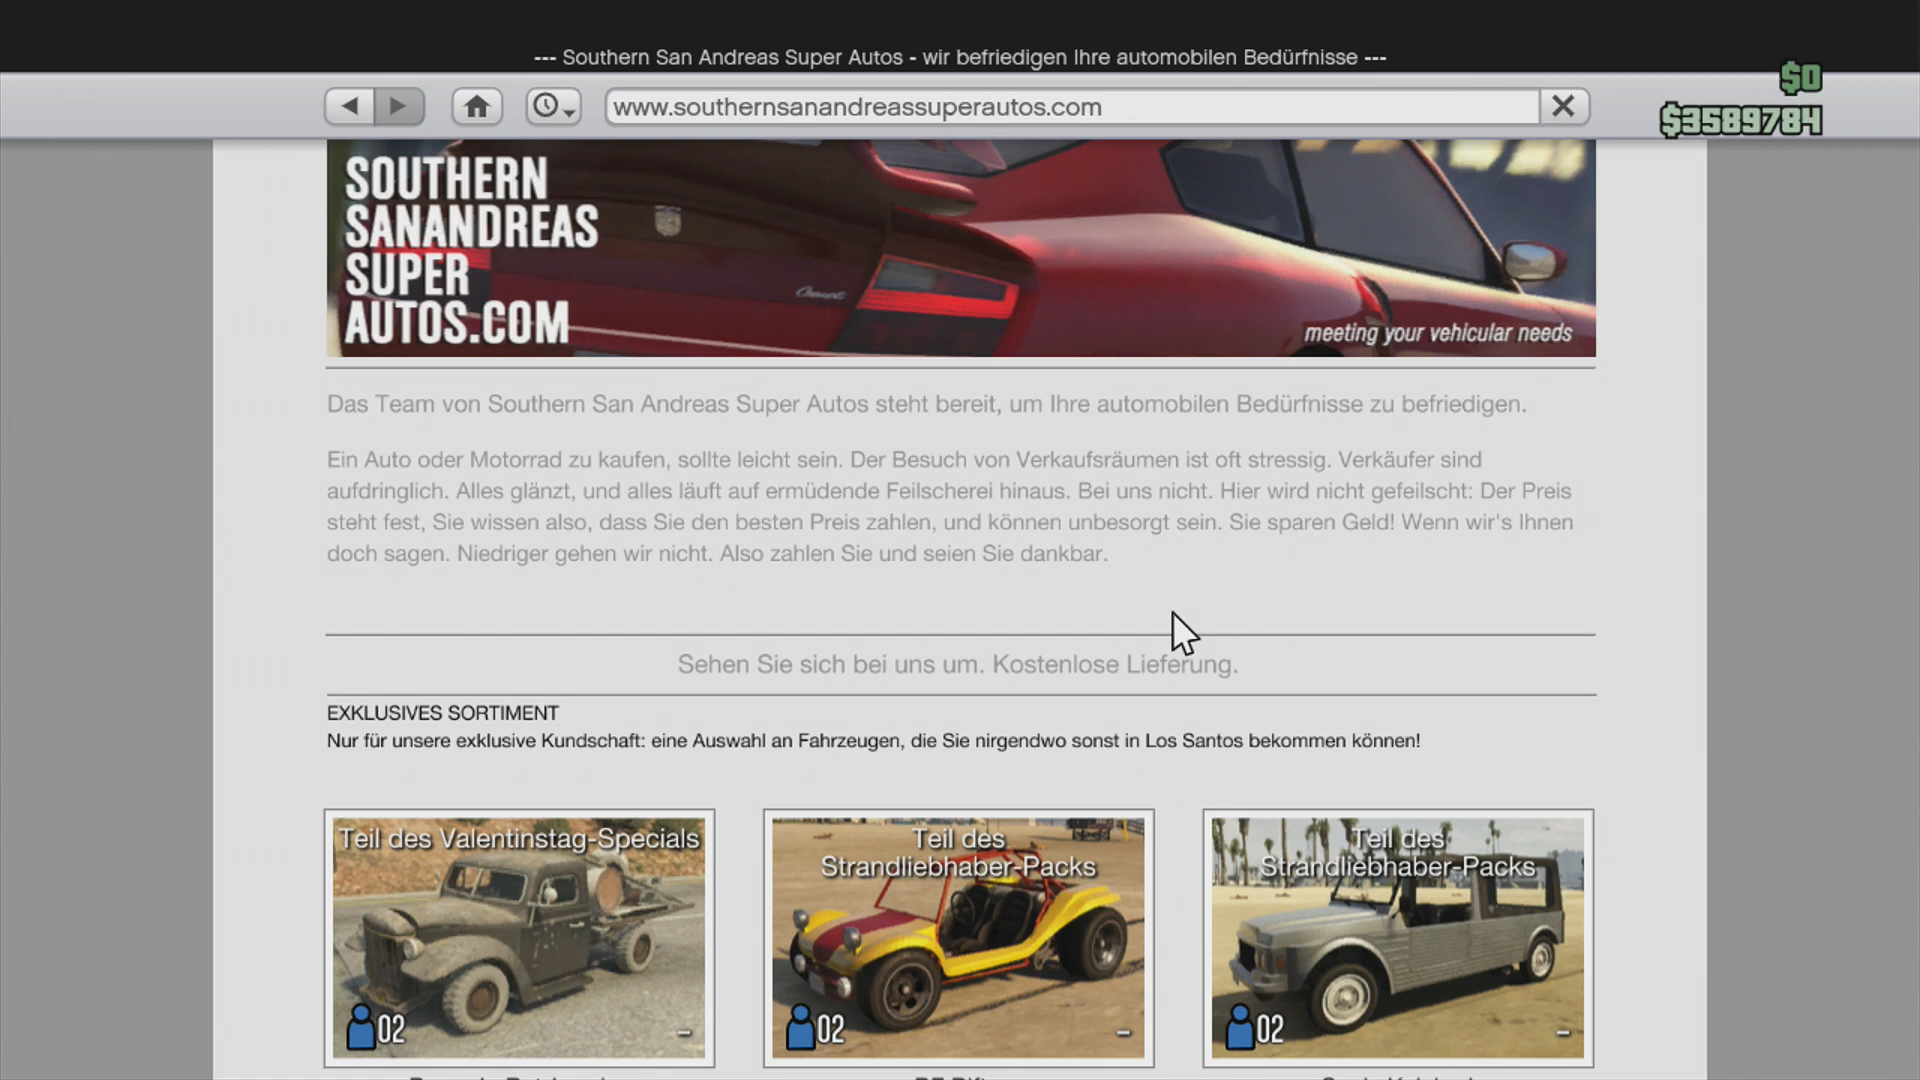 --- Southern San Andreas Super Autos - wir befriedigen Ihre automobilen Bedürfnisse ---
$0
www.southernsanandreassuperautos.com
$3589784
SOUTHERN
SANANDREAS
SUPER
AUTOS.COM
meeting your vehicular needs
Das Team von Southern San Andreas Super Autos steht bereit, um Ihre automobilen Bedürfnisse zu befriedigen.
Ein Auto oder Motorrad zu kaufen, sollte leicht sein. Der Besuch von Verkaufsräumen ist oft stressig. Verkäufer sind
aufdringlich. Alles glänzt, und alles läuft auf ermüdende Feilscherei hinaus. Bei uns nicht. Hier wird nicht gefeilscht: Der Preis
steht fest, Sie wissen also, dass Sie den besten Preis zahlen, und können unbesorgt sein. Sie sparen Geld! Wenn wir's Ihnen
doch sagen. Niedriger gehen wir nicht. Also zahlen Sie und seien Sie dankbar.
Sehen Sie sich bei uns um. Kostenlose Lieferung.
EXKLUSIVES SORTIMENT
Nur für unsere exklusive Kundschaft: eine Auswahl an Fahrzeugen, die Sie nirgendwo sonst in Los Santos bekommen können!
Teil des Valentinstag-Specials
02 –
Teil des
Strandliebhaber-Packs
02 –
Teil des
Strandliebhaber-Packs
02 –